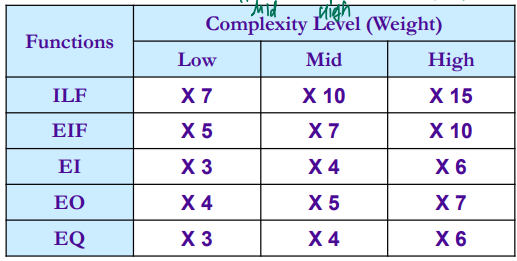 Mid High
Complexity Level (Weight)
Functions
Low Mid High
ILF X 7 X 10 X 15
EIF X 5 X 7 X 10
EI X 3 X 4 X 6
EO X 4 X 5 X 7
EQ X 3 X 4 X 6